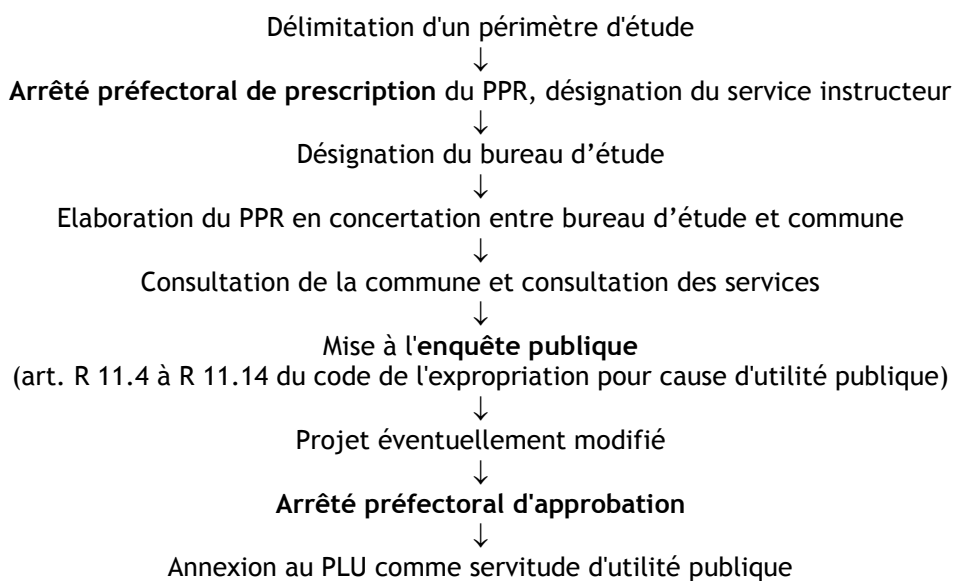 Délimitation d'un périmètre d'étude
↓
Arrêté préfectoral de prescription du PPR, désignation du service instructeur
↓
Désignation du bureau d’étude
↓
Elaboration du PPR en concertation entre bureau d’étude et commune
↓
Consultation de la commune et consultation des services
↓
Mise à l'enquête publique
(art. R 11.4 à R 11.14 du code de l'expropriation pour cause d'utilité publique)
↓
Projet éventuellement modifié
↓
Arrêté préfectoral d'approbation
↓
Annexion au PLU comme servitude d'utilité publique